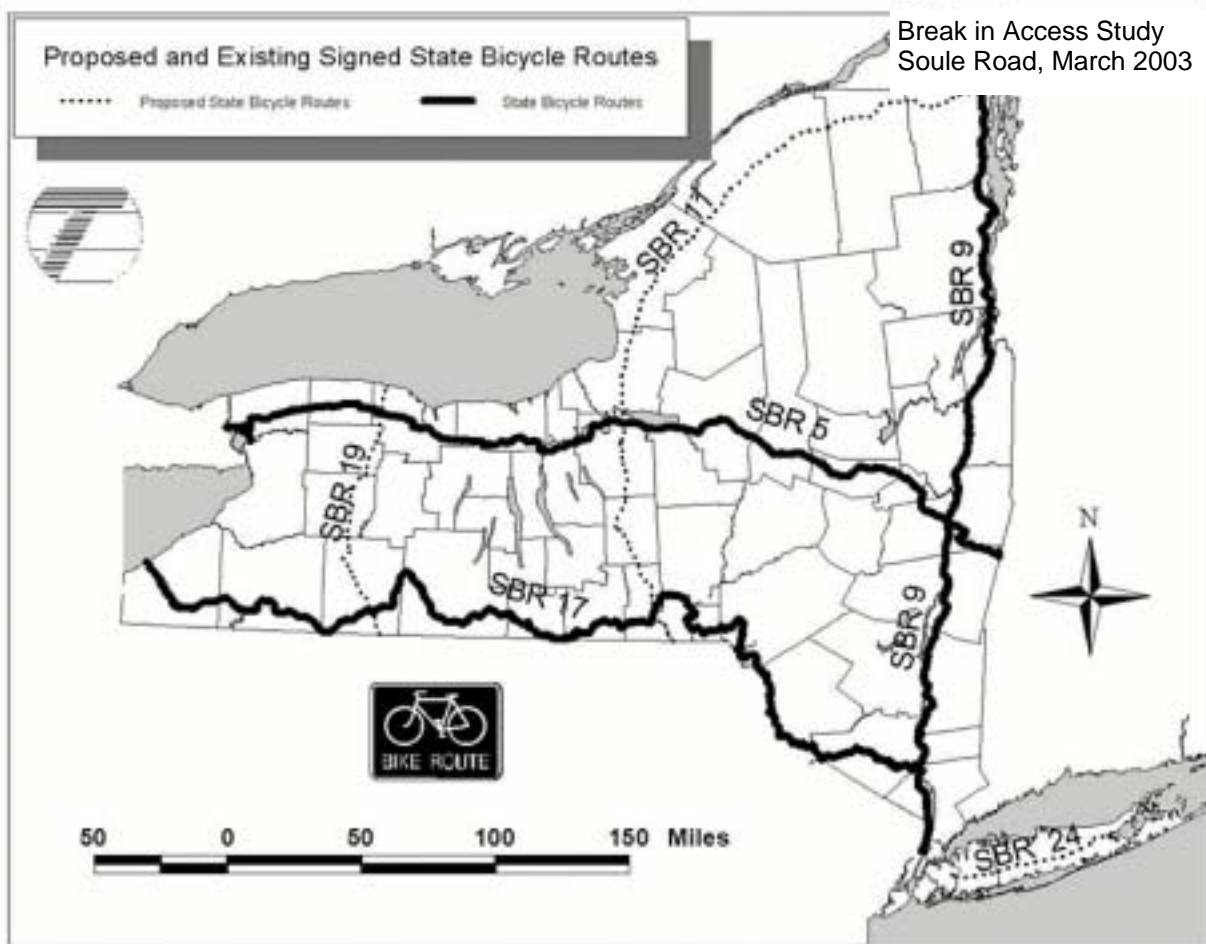 Break in Access Study
Soule Road, March 2003
Proposed and Existing Signed State Bicycle Routes
Proposed State Bicycle Routes
State Bicycle Routes
SBR 11
SBR 9
SBR 5
SBR 19
SBR 17
SBR 9
N
BIKE ROUTE
50 0 50 100 150 Miles
SBR 24